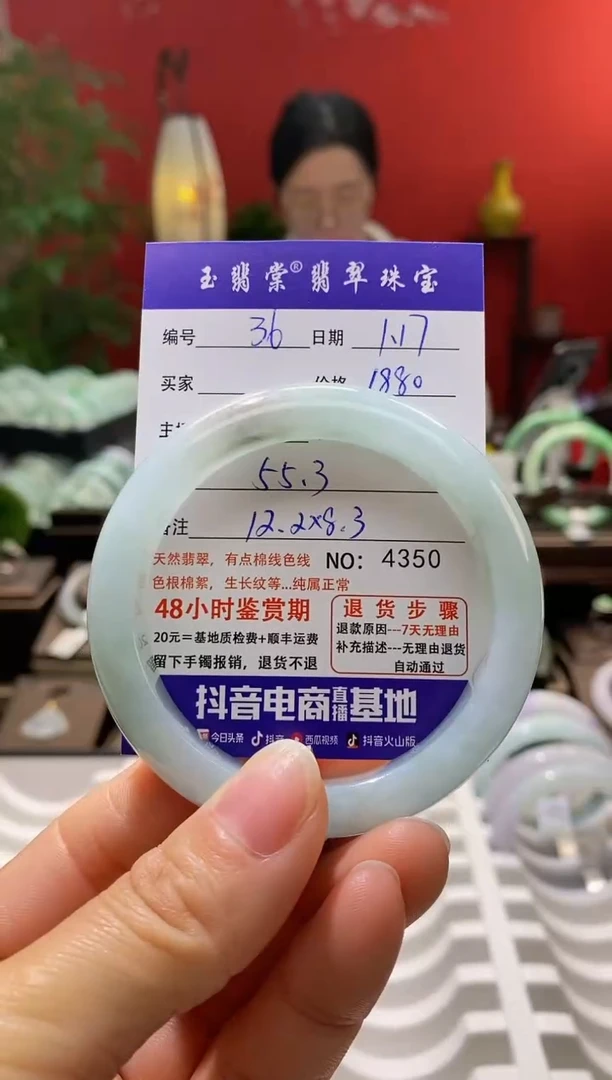 玉翡棠®翡翠珠宝
编号 36 日期 1.17
买家 价格 1880
55.3
备注 12.2x8.3
天然翡翠，有点棉线色线 NO: 4350
色根棉絮，生长纹等...纯属正常
48小时鉴赏期
20元=基地质检费+顺丰运费
留下手镯报销，退货不退
退货步骤
退款原因---7天无理由
补充描述---无理由退货
自动通过
抖音电商直播基地
今日头条 抖音 西瓜视频 抖音火山版